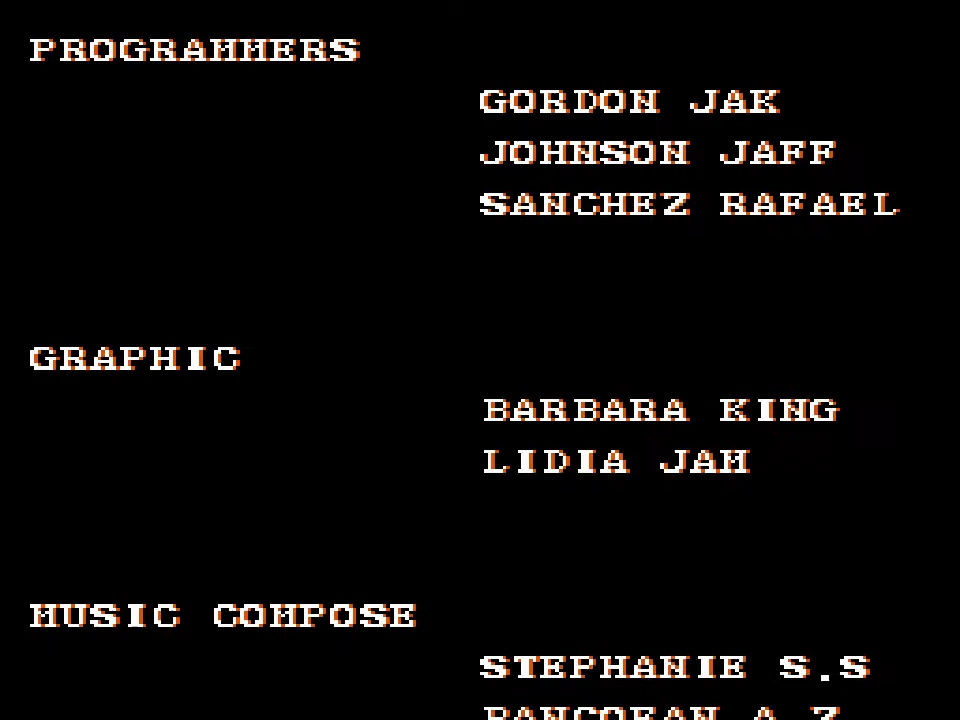 PROGRAMMERS
GORDON JAK
JOHNSON JAFF
SANCHEZ RAFAEL
GRAPHIC
BARBARA KING
LIDIA JAM
MUSIC COMPOSE
STEPHANIE S.S